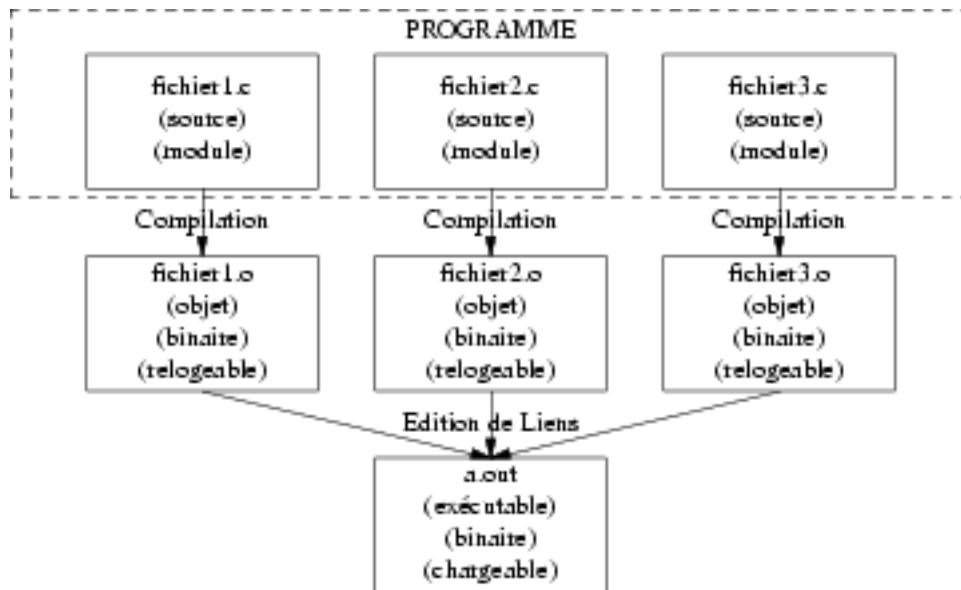 PROGRAMME
fichier1.c
(source)
(module)
fichier2.c
(source)
(module)
fichier3.c
(source)
(module)
Compilation
Compilation
Compilation
fichier1.o
(objet)
(binaire)
(relogeable)
fichier2.o
(objet)
(binaire)
(relogeable)
fichier3.o
(objet)
(binaire)
(relogeable)
Edition de Liens
a.out
(exécutable)
(binaire)
(chargeable)